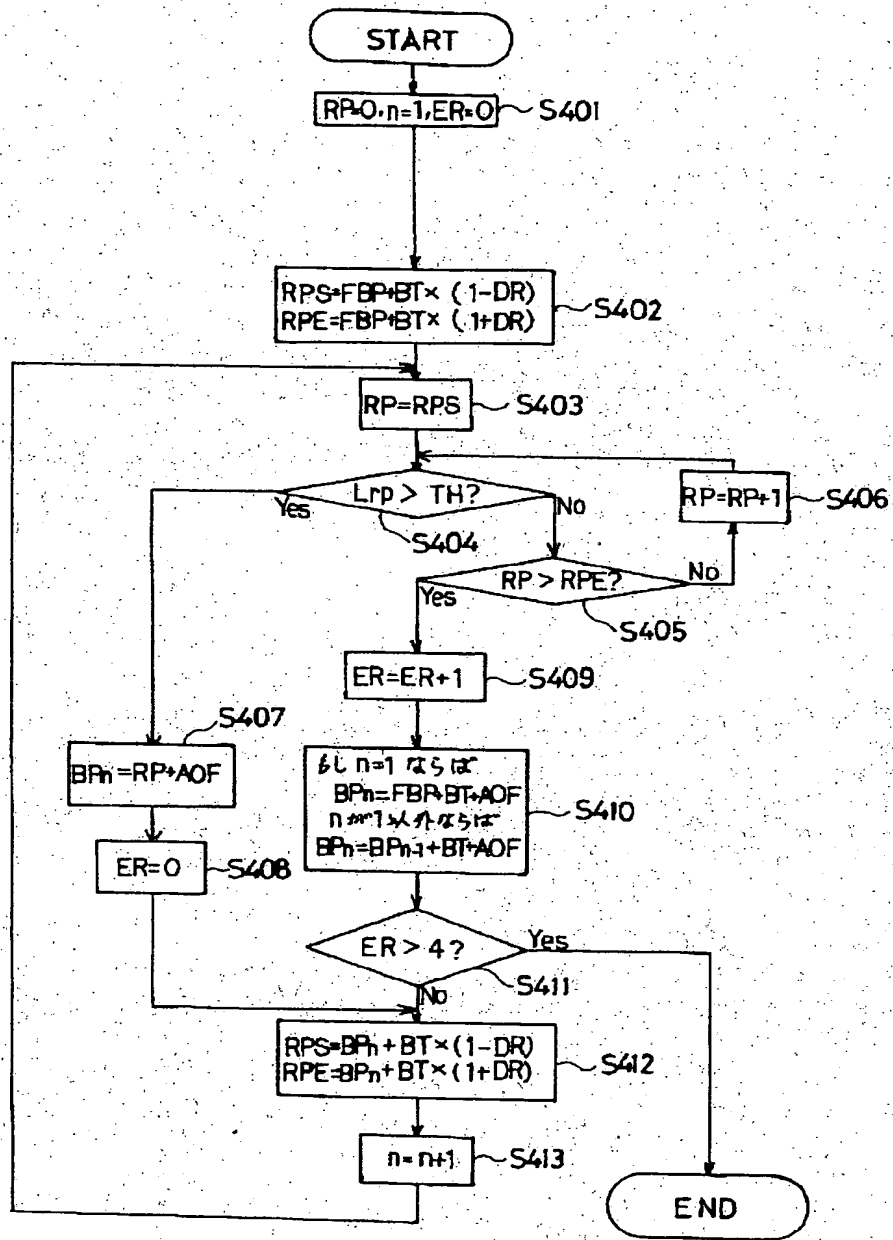 START
RP=0,n=1,ER=0
S401
RPS=FBP+BT×(1-DR)
RPE=FBP+BT×(1+DR)
S402
RP=RPS
S403
Lrp > TH?
Yes
No
S404
RP=RP+1
S406
RP > RPE?
Yes
No
S405
ER=ER+1
S409
S407
BPn=RP+AOF
ER=0
S408
もし n=1 ならば
BPn=FBP+BT+AOF
nが1以外ならば
BPn=BPn-1+BT+AOF
S410
ER > 4?
Yes
No
S411
RPS=BPn+BT×(1-DR)
RPE=BPn+BT×(1+DR)
S412
n=n+1
S413
END